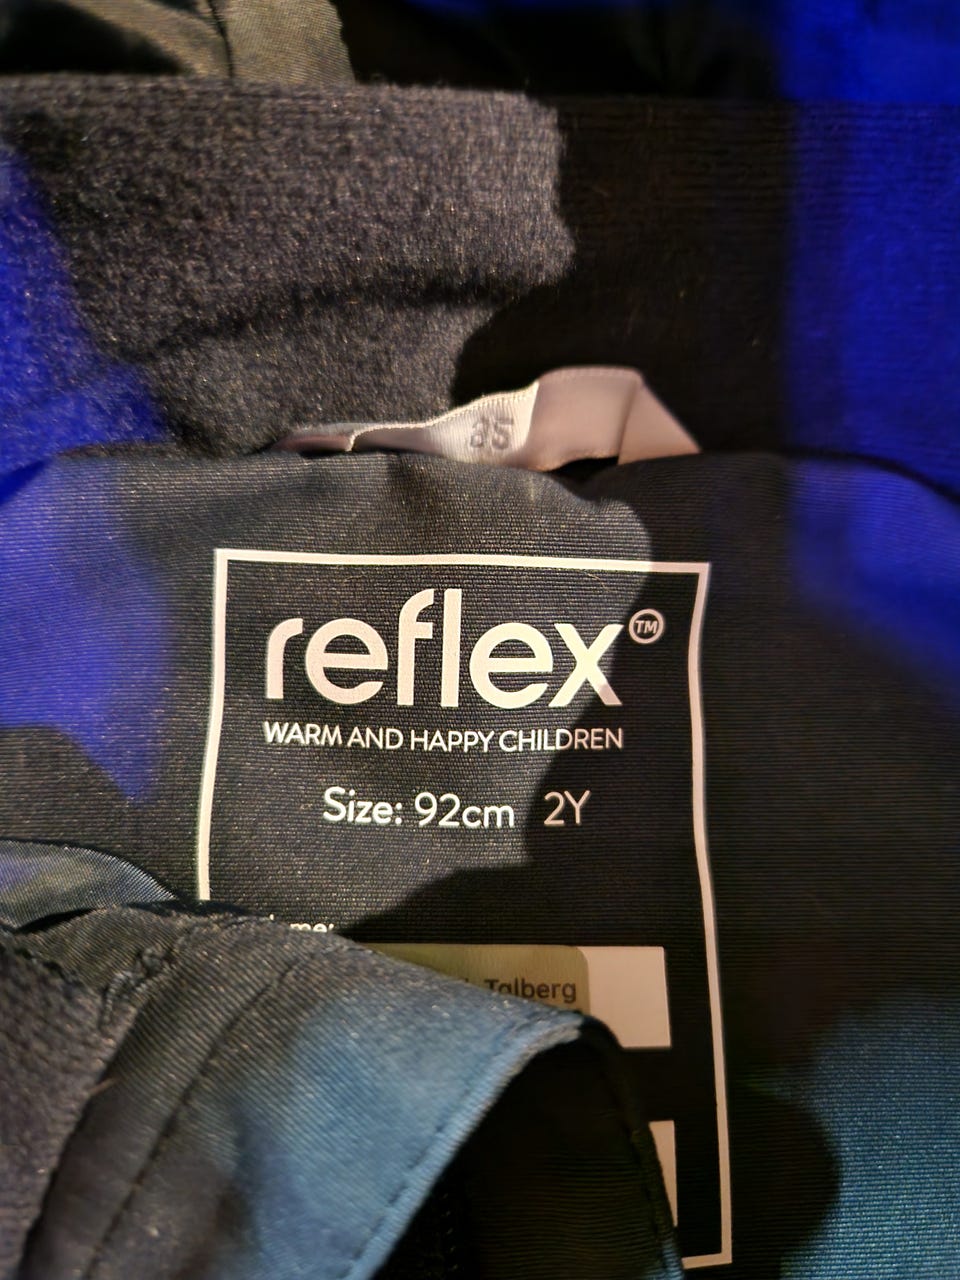 35
reflex™
WARM AND HAPPY CHILDREN
Size: 92cm 2Y
Talberg